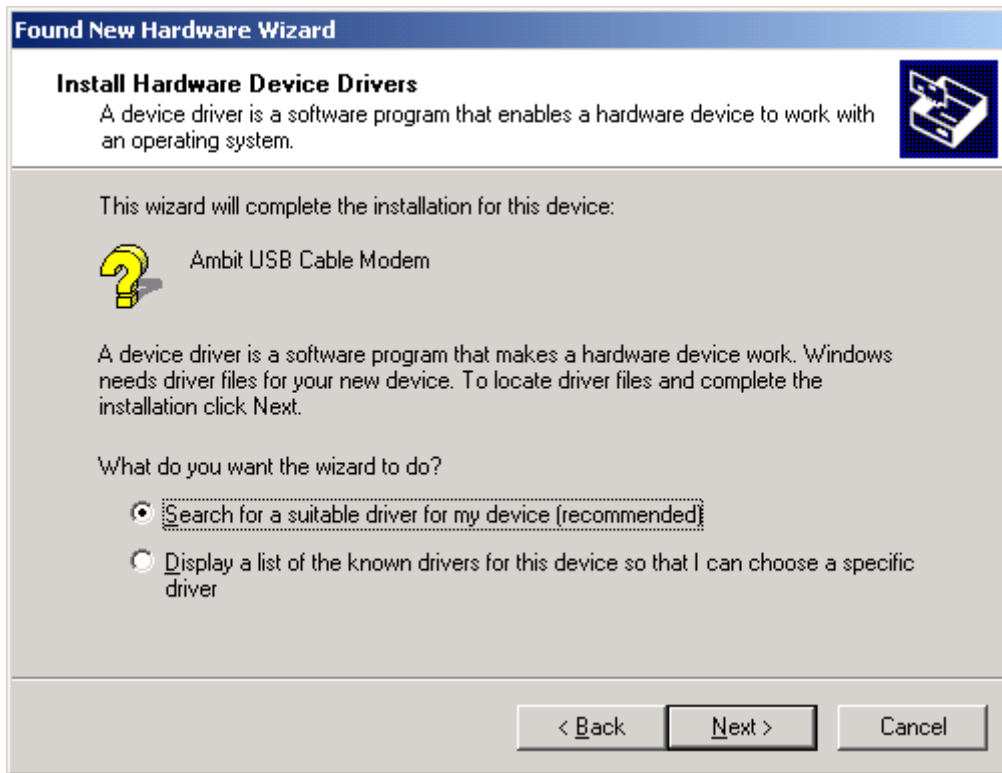 Found New Hardware Wizard
Install Hardware Device Drivers
A device driver is a software program that enables a hardware device to work with
an operating system.
This wizard will complete the installation for this device:
Ambit USB Cable Modem
A device driver is a software program that makes a hardware device work. Windows
needs driver files for your new device. To locate driver files and complete the
installation click Next.
What do you want the wizard to do?
Search for a suitable driver for my device (recommended)
Display a list of the known drivers for this device so that I can choose a specific
driver
< Back Next > Cancel